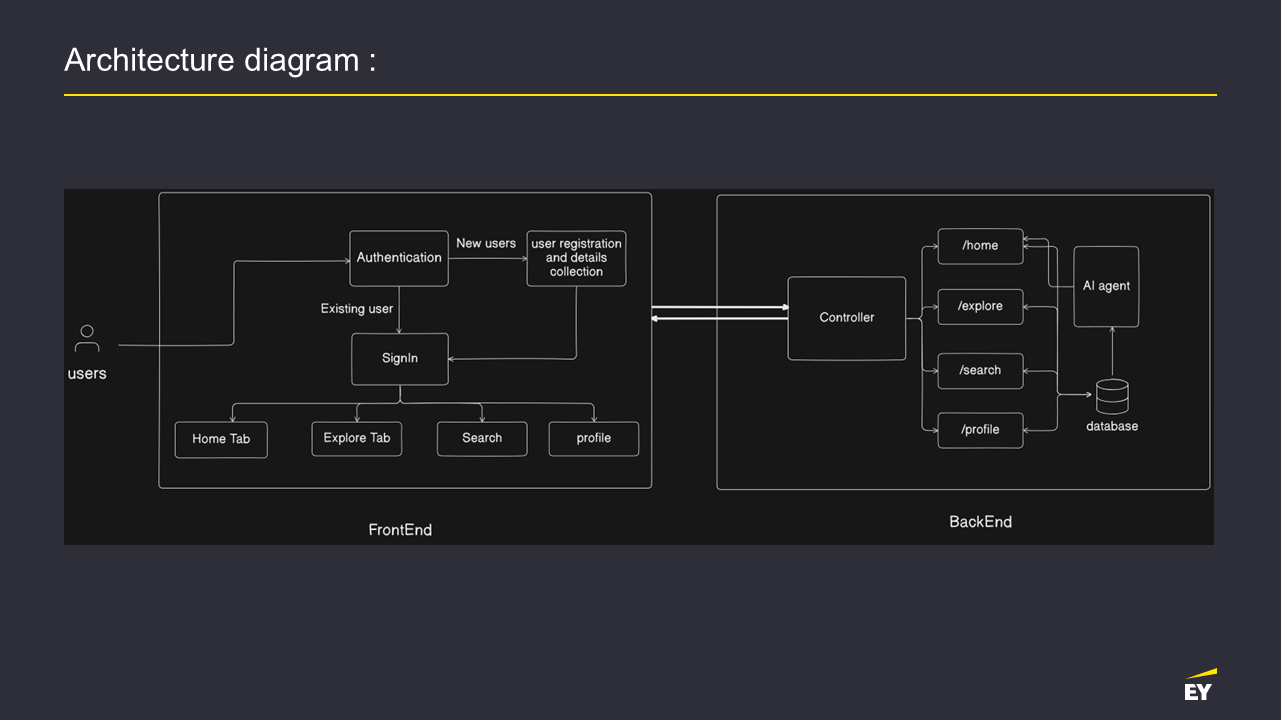 Architecture diagram :
Authentication
New users
user registration
and details
collection
Existing user
SignIn
users
Home Tab
Explore Tab
Search
profile
FrontEnd
Controller
/home
/explore
/search
/profile
AI agent
database
BackEnd
EY